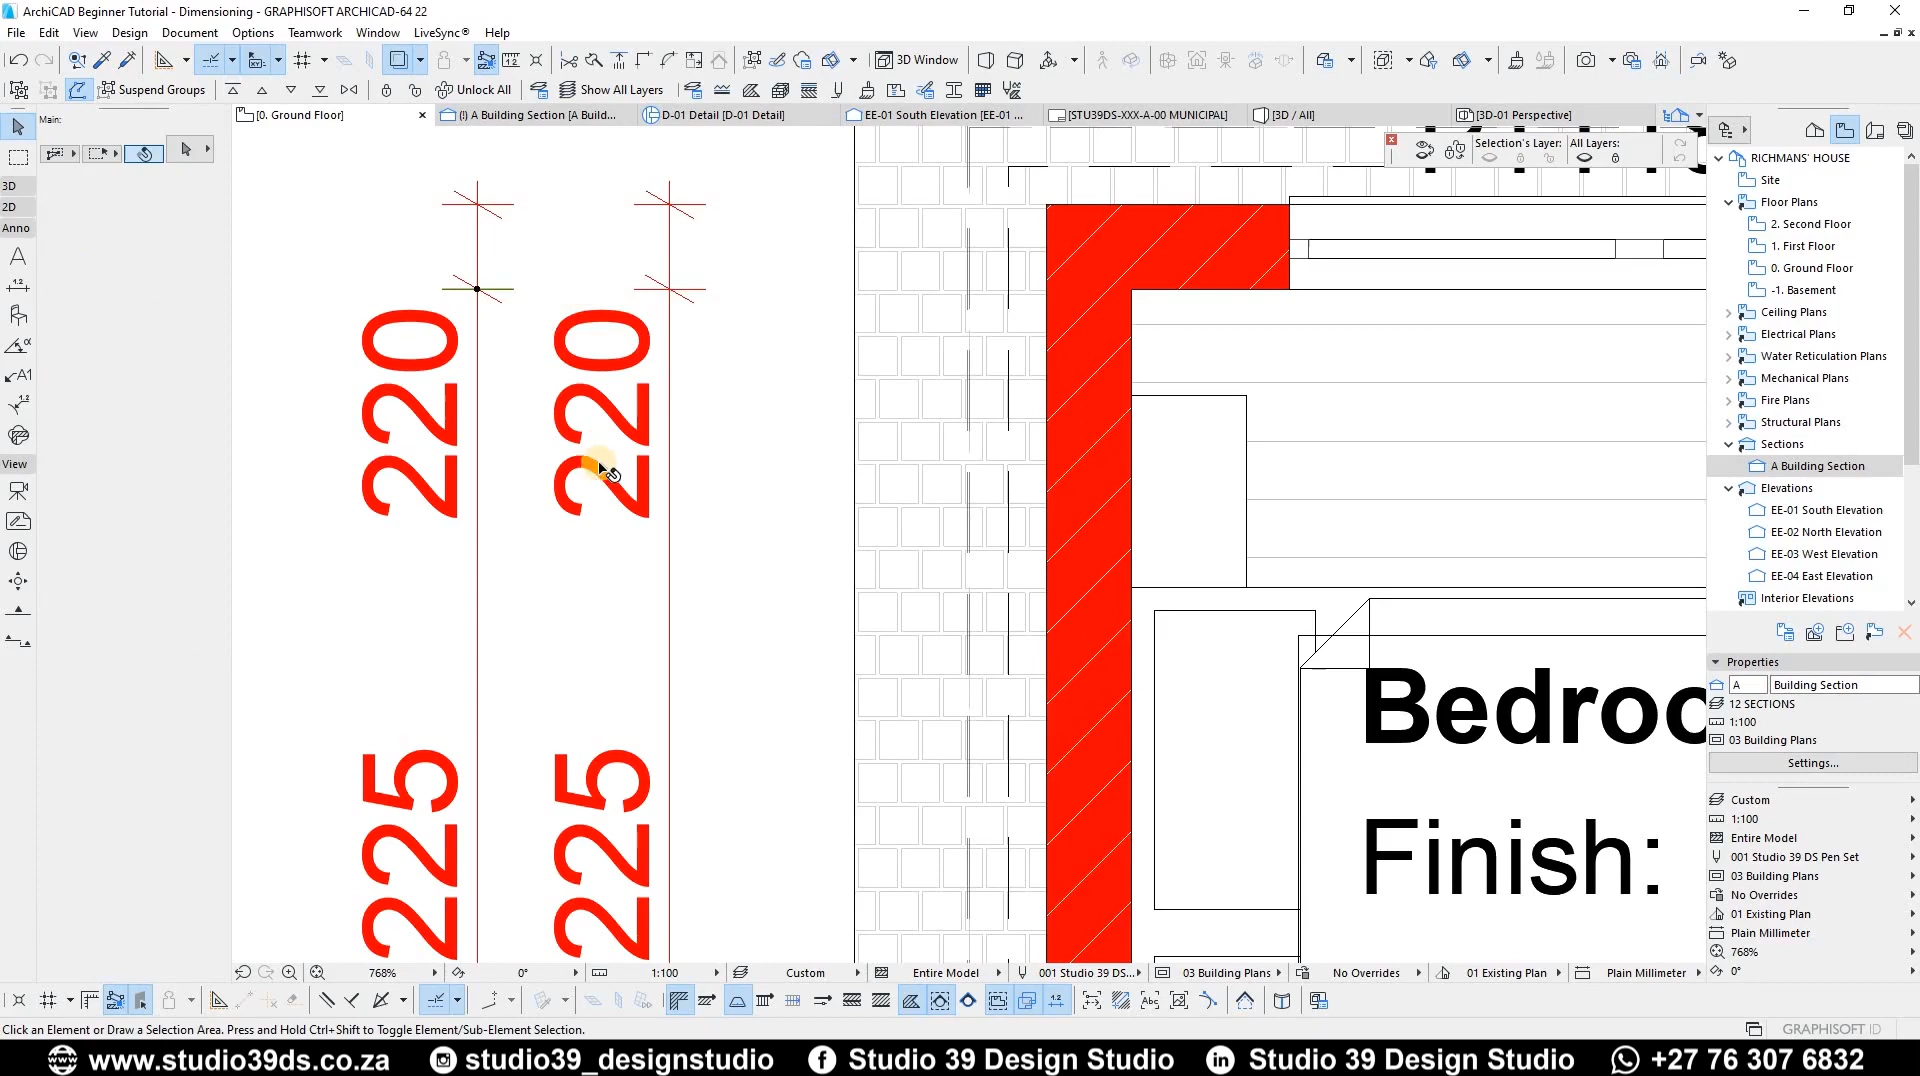 ArchiCAD Beginner Tutorial - Dimensioning - GRAPHISOFT ARCHICAD-64 22
File Edit View Design Document Options Teamwork Window LiveSync® Help
3D Window
Suspend Groups
Unlock All
Show All Layers
Main:
[0. Ground Floor]
(!) A Building Section [A Build...
D-01 Detail [D-01 Detail]
EE-01 South Elevation [EE-01 ...
[STU39DS-XXX-A-00 MUNICIPAL]
[3D / All]
[3D-01 Perspective]
Selection's Layer: All Layers:
3D
2D
Anno
View
220
220
225
225
Bedroo
Finish:
RICHMANS' HOUSE
Site
Floor Plans
2. Second Floor
1. First Floor
0. Ground Floor
-1. Basement
Ceiling Plans
Electrical Plans
Water Reticulation Plans
Mechanical Plans
Fire Plans
Structural Plans
Sections
A Building Section
Elevations
EE-01 South Elevation
EE-02 North Elevation
EE-03 West Elevation
EE-04 East Elevation
Interior Elevations
Properties
A Building Section
12 SECTIONS
1:100
03 Building Plans
Settings...
Custom
1:100
Entire Model
001 Studio 39 DS Pen Set
03 Building Plans
No Overrides
01 Existing Plan
Plain Millimeter
768%
0°
768% 0° 1:100 Custom Entire Model 001 Studio 39 DS... 03 Building Plans No Overrides 01 Existing Plan Plain Millimeter
Click an Element or Draw a Selection Area. Press and Hold Ctrl+Shift to Toggle Element/Sub-Element Selection.
GRAPHISOFT ID
www.studio39ds.co.za studio39_designstudio Studio 39 Design Studio Studio 39 Design Studio +27 76 307 6832